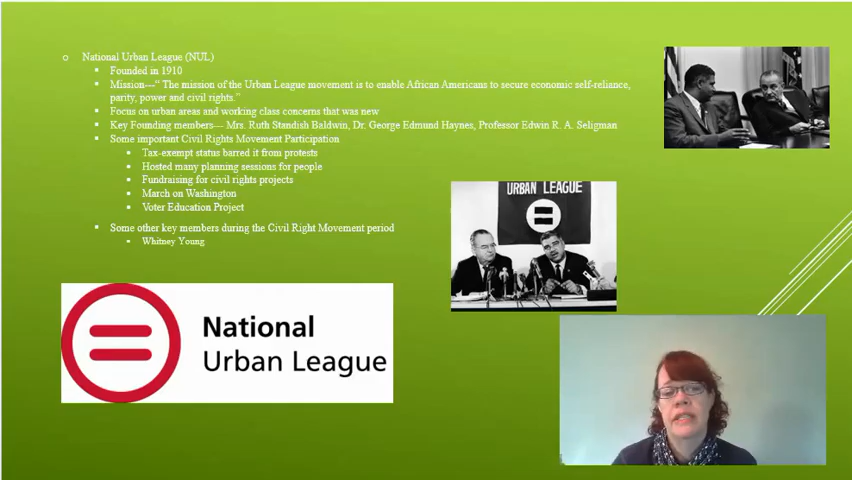 National Urban League (NUL)
Founded in 1910
Mission---" The mission of the Urban League movement is to enable African Americans to secure economic self-reliance,
parity, power and civil rights."
Focus on urban areas and working class concerns that was new
Key Founding members--- Mrs. Ruth Standish Baldwin, Dr. George Edmund Haynes, Professor Edwin R. A. Seligman
Some important Civil Rights Movement Participation
Tax-exempt status barred it from protests
Hosted many planning sessions for people
Fundraising for civil rights projects
March on Washington
Voter Education Project
Some other key members during the Civil Right Movement period
Whitney Young
URBAN LEAGUE
National
Urban League